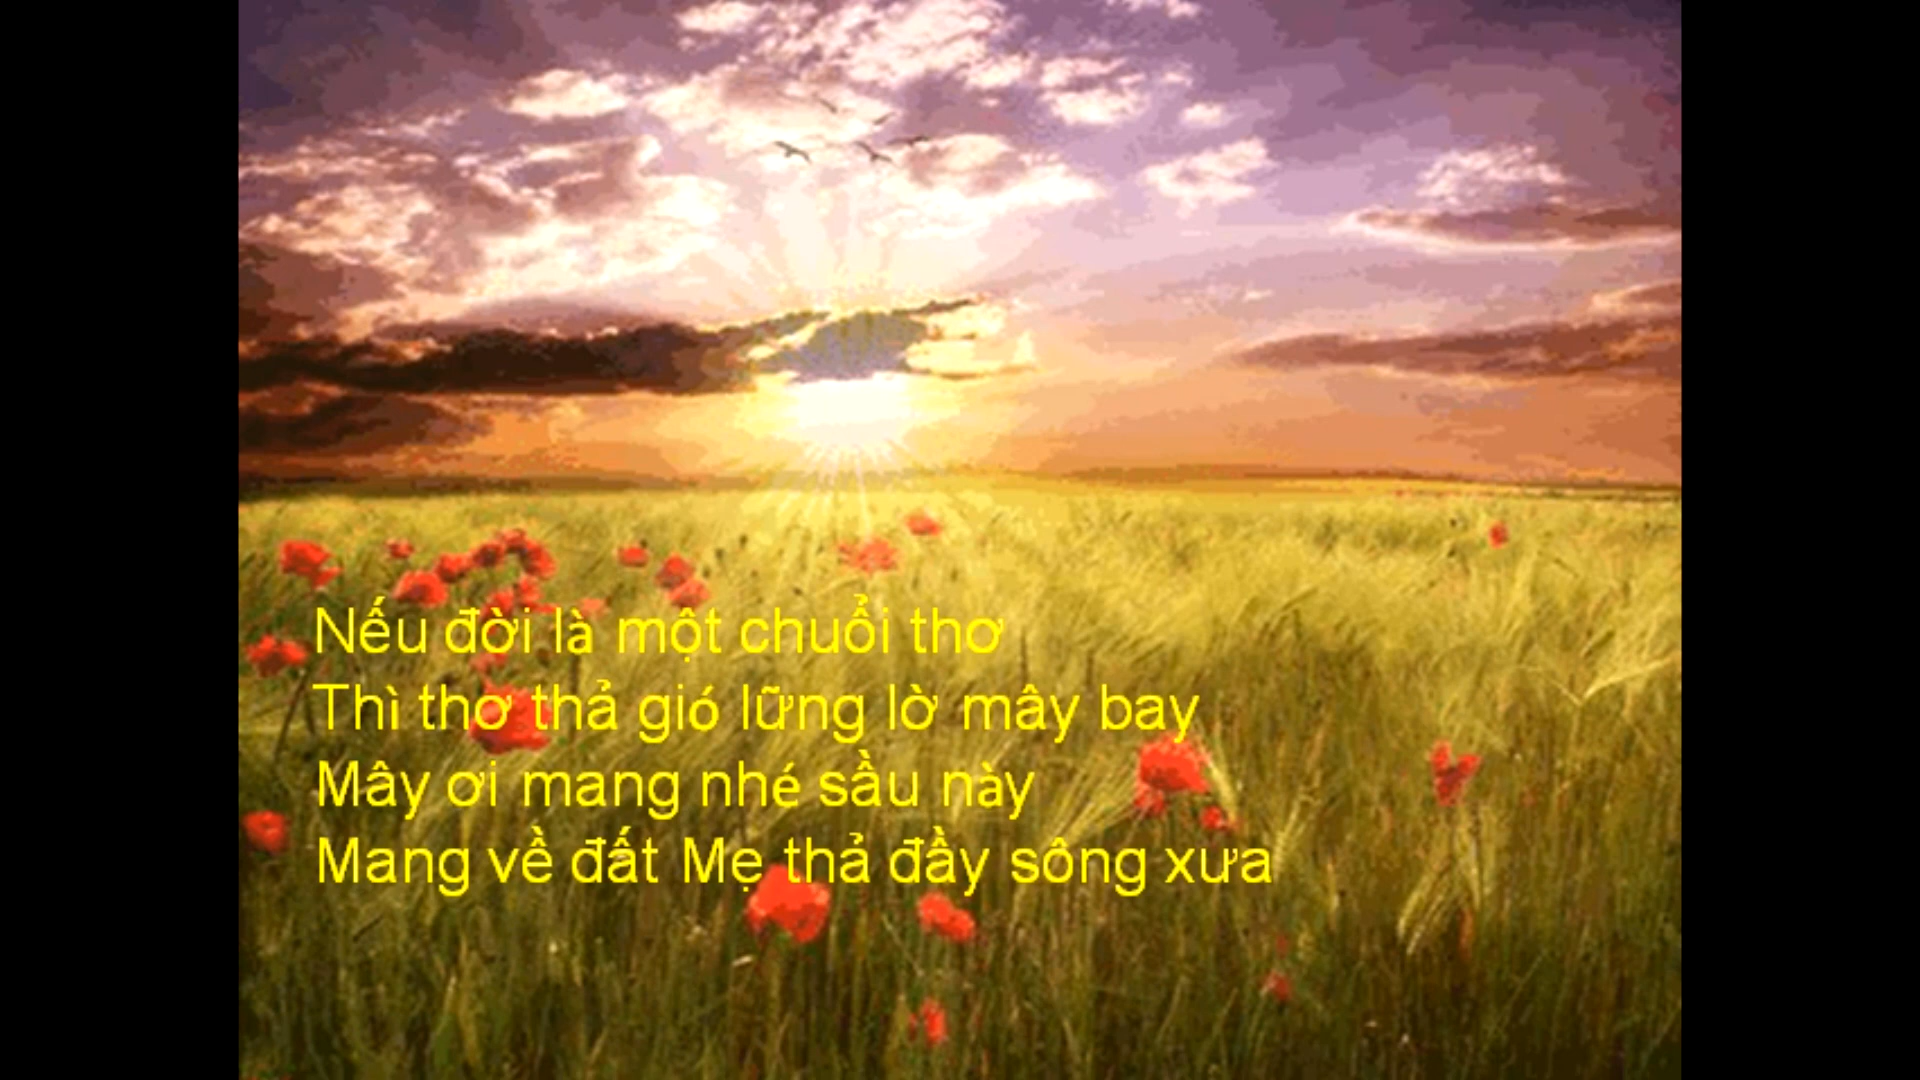 Nếu đời là một chuổi thơ
Thì thơ thả gió lững lờ mây bay
Mây ơi mang nhé sầu này
Mang về đất Mẹ thả đầy sông xưa